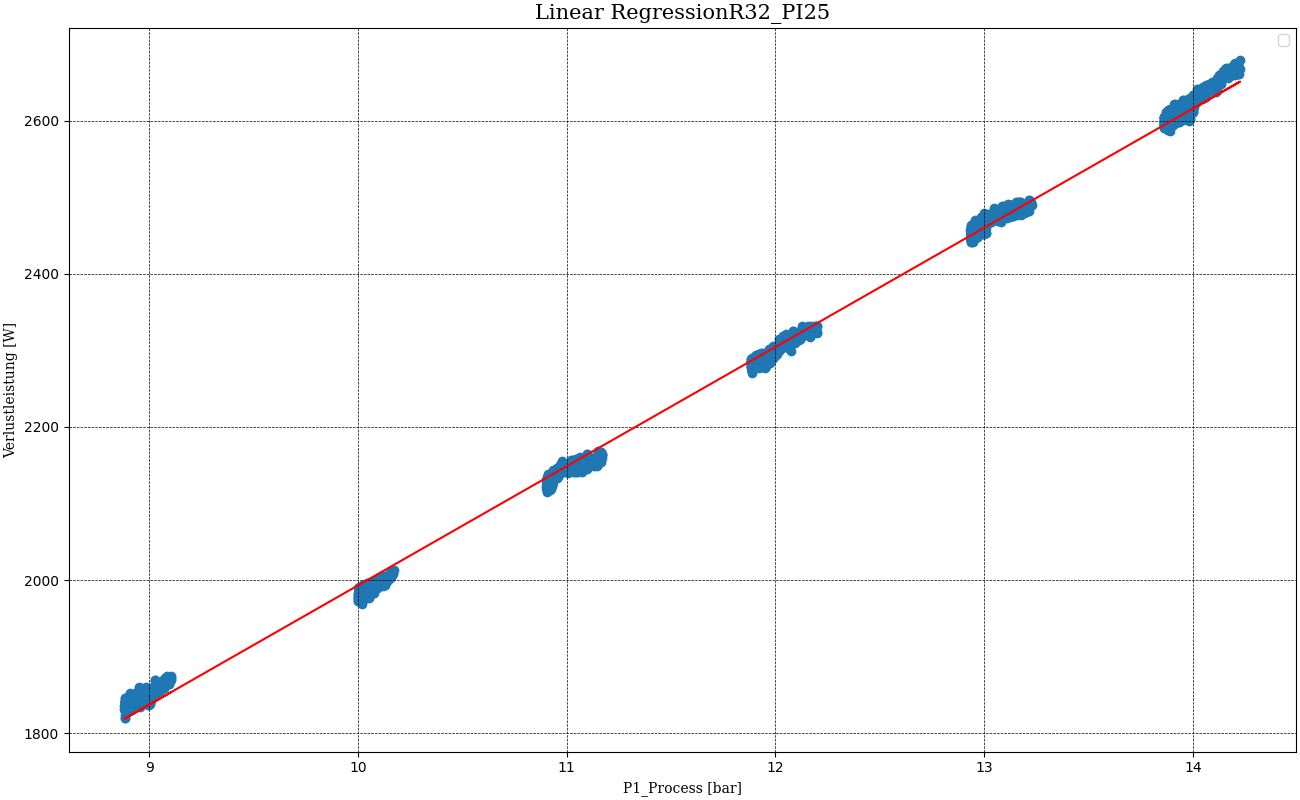 Linear RegressionR32_PI25
2600
2400
2200
2000
1800
Verlustleistung [W]
9 10 11 12 13 14
P1_Process [bar]